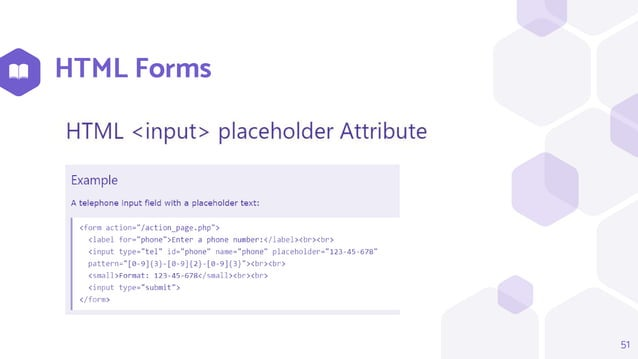 HTML Forms
HTML <input> placeholder Attribute
Example
A telephone input field with a placeholder text:
<form action="/action_page.php">
<label for="phone">Enter a phone number:</label><br><br>
<input type="tel" id="phone" name="phone" placeholder="123-45-678"
pattern="[0-9]{3}-[0-9]{2}-[0-9]{3}"><br><br>
<small>Format: 123-45-678</small><br><br>
<input type="submit">
</form>
51